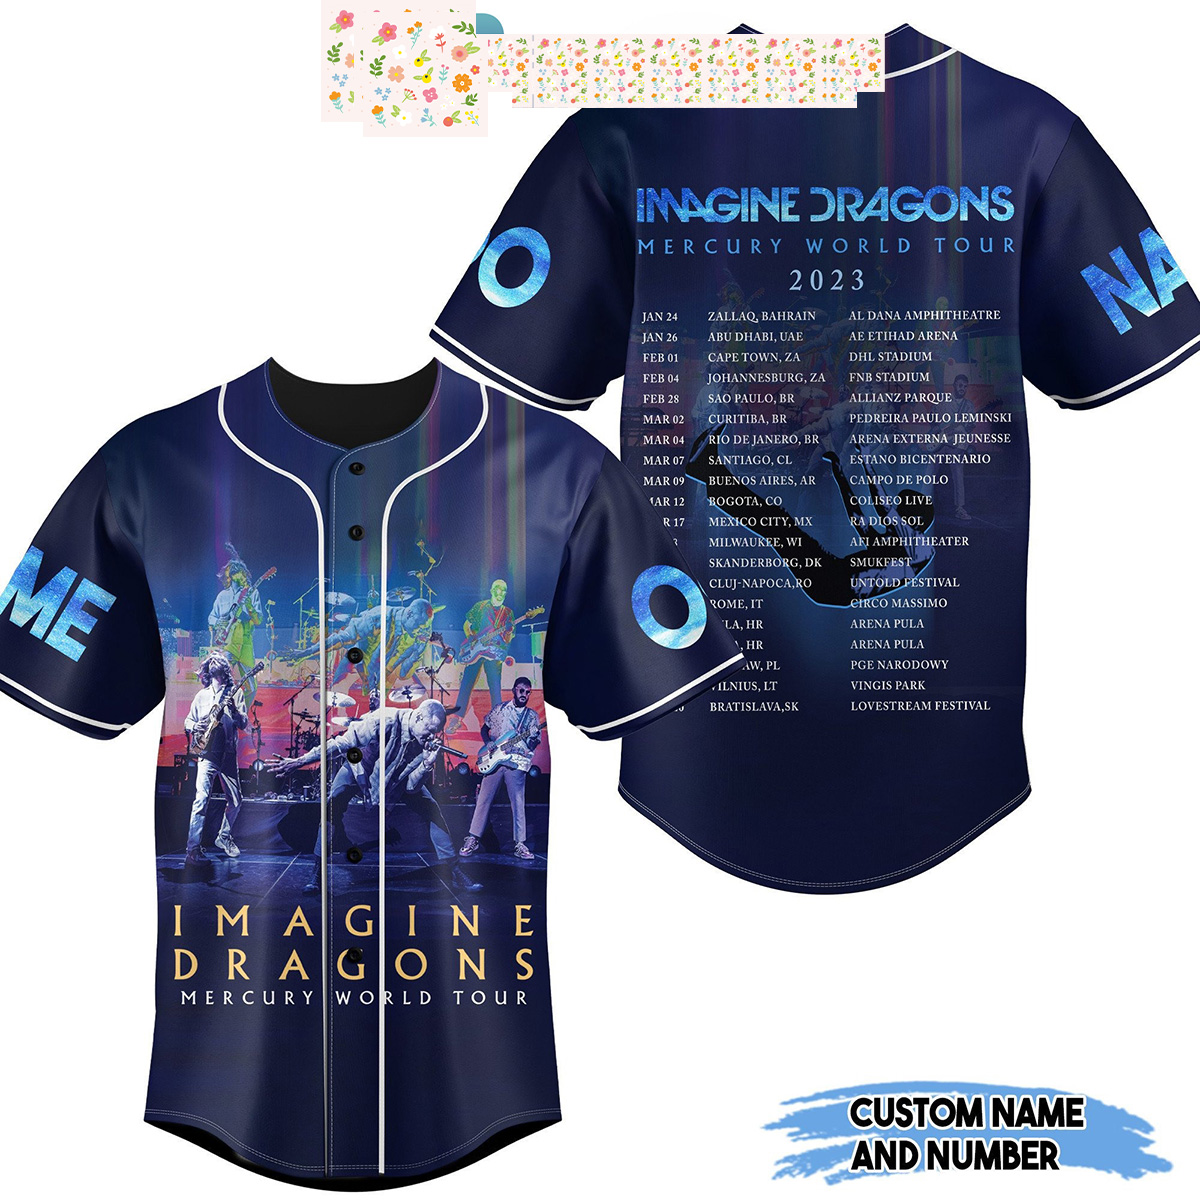 IMAGINE DRAGONS
MERCURY WORLD TOUR
2023
JAN 24 ZALLAQ, BAHRAIN AL DANA AMPHITHEATRE
JAN 26 ABU DHABI, UAE AE ETIHAD ARENA
FEB 01 CAPE TOWN, ZA DHL STADIUM
FEB 04 JOHANNESBURG, ZA FNB STADIUM
FEB 28 SAO PAULO, BR ALLIANZ PARQUE
MAR 02 CURITIBA, BR PEDREIRA PAULO LEMINSKI
MAR 04 RIO DE JANERO, BR ARENA EXTERNA JEUNESSE
MAR 07 SANTIAGO, CL ESTANO BICENTENARIO
MAR 09 BUENOS AIRES, AR CAMPO DE POLO
12 BOGOTA, CO COLISEO LIVE
17 MEXICO CITY, MX RA DIOS SOL
MILWAUKEE, WI AFI AMPHITHEATER
SKANDERBORG, DK SMUKFEST
CLUJ-NAPOCA,RO UNTOLD FESTIVAL
ROME, IT CIRCO MASSIMO
HR ARENA PULA
HR ARENA PULA
PL PGE NARODOWY
VILNIUS, LT VINGIS PARK
BRATISLAVA,SK LOVESTREAM FESTIVAL
O
NA
ME
O
IMAGINE
DRAGONS
MERCURY WORLD TOUR
CUSTOM NAME
AND NUMBER